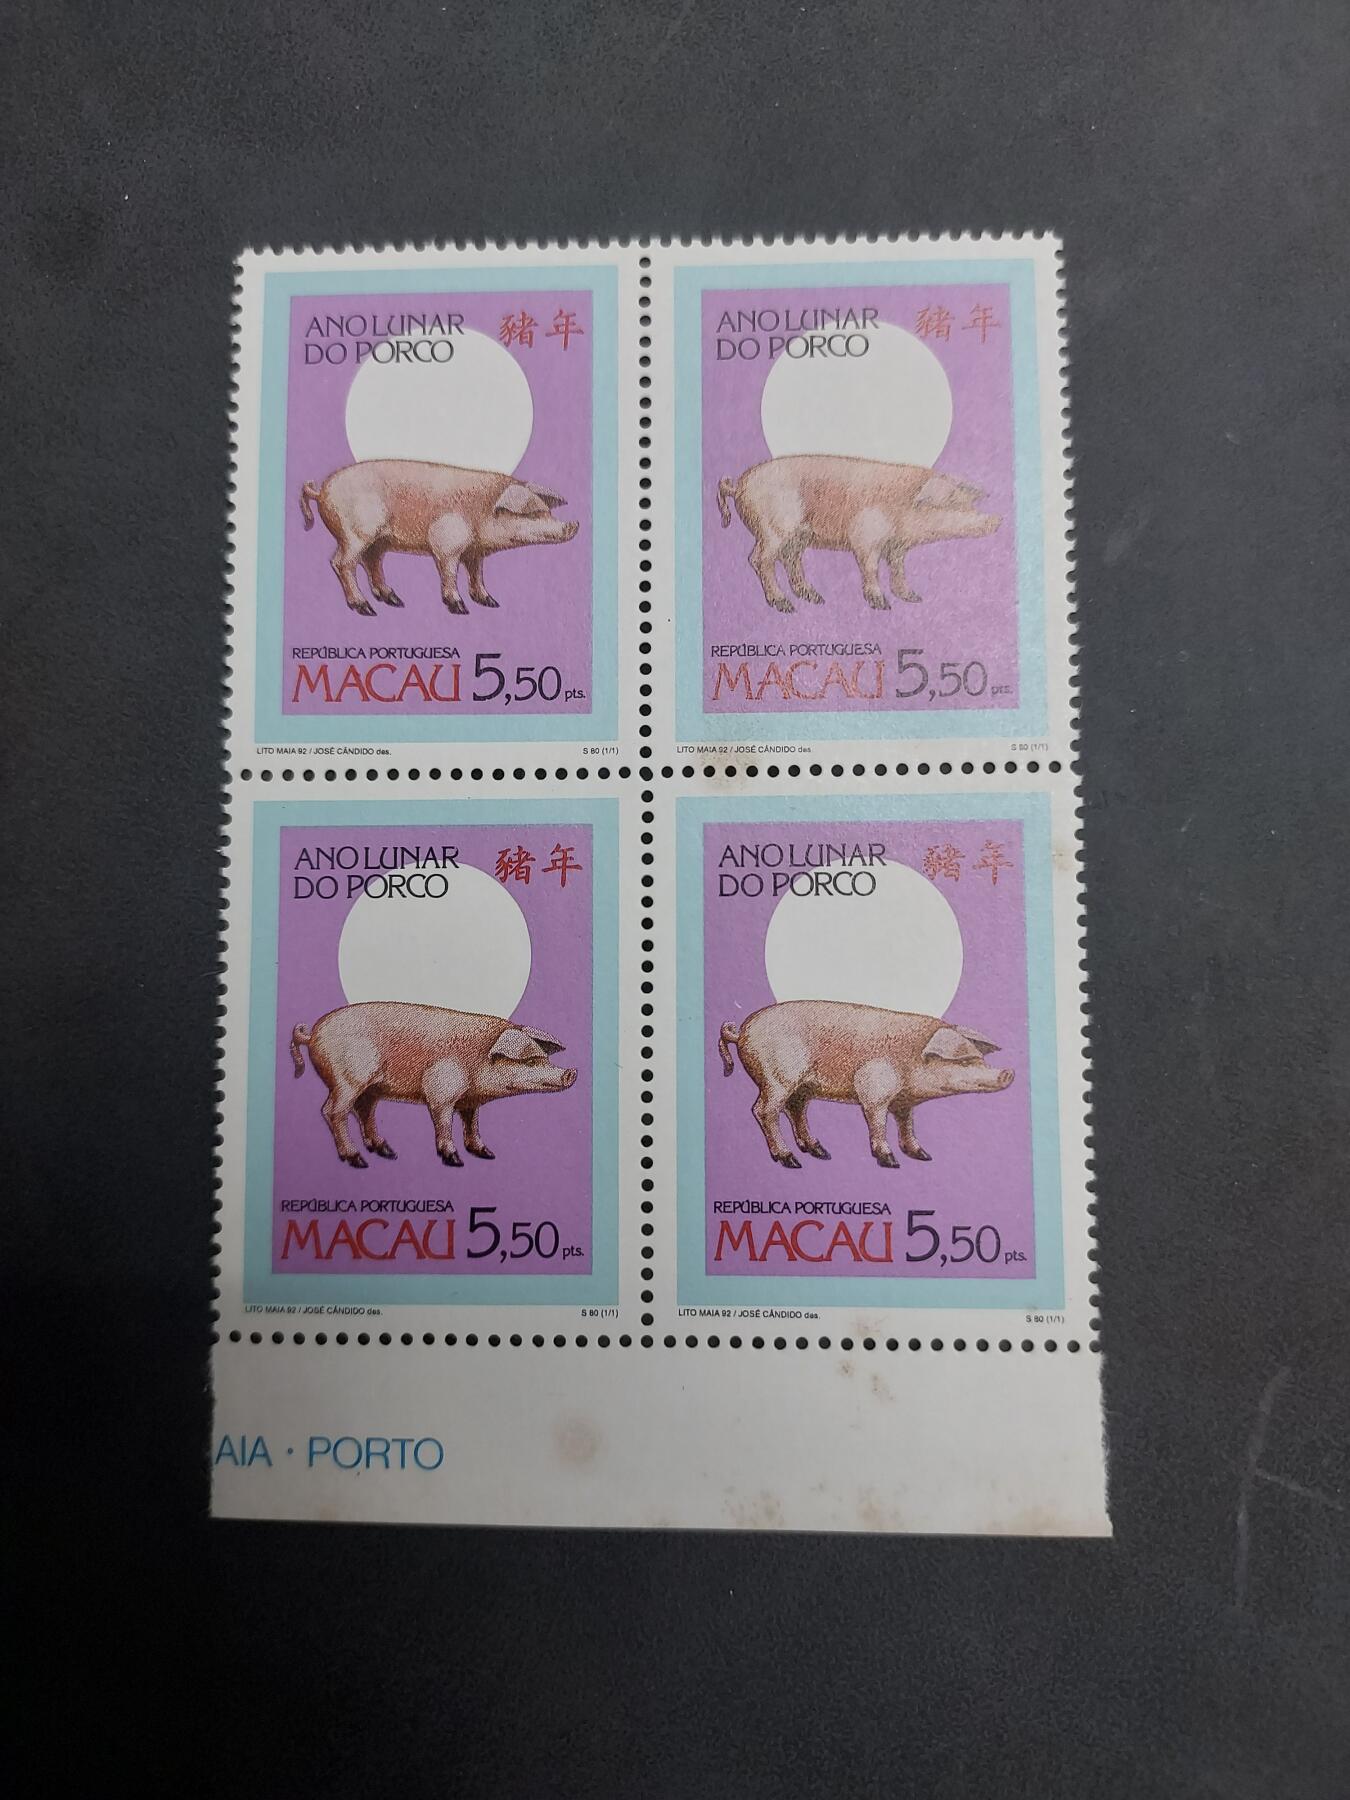 ANO LUNAR
DO PORCO
豬年
REPÚBLICA PORTUGUESA
MACAU 5,50 pts.
LITO MAIA 92 / JOSÉ CÂNDIDO des.
S 80 (1/1)
ANO LUNAR
DO PORCO
豬年
REPÚBLICA PORTUGUESA
MACAU 5,50 pts.
LITO MAIA 92 / JOSÉ CÂNDIDO des.
S 80 (1/1)
ANO LUNAR
DO PORCO
豬年
REPÚBLICA PORTUGUESA
MACAU 5,50 pts.
LITO MAIA 92 / JOSÉ CÂNDIDO des.
S 80 (1/1)
ANO LUNAR
DO PORCO
豬年
REPÚBLICA PORTUGUESA
MACAU 5,50 pts.
LITO MAIA 92 / JOSÉ CÂNDIDO des.
S 80 (1/1)
AIA · PORTO